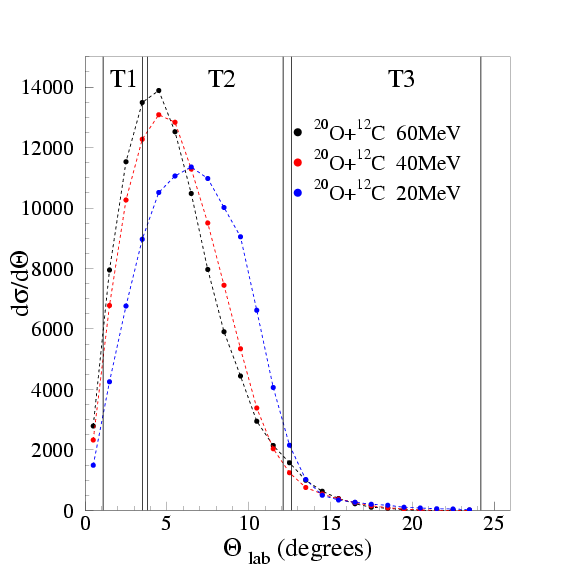 T1 T2 T3
14000
12000
10000
8000
6000
4000
2000
0
dσ/dΘ
²⁰O+¹²C 60MeV
²⁰O+¹²C 40MeV
²⁰O+¹²C 20MeV
0 5 10 15 20 25
Θ lab (degrees)